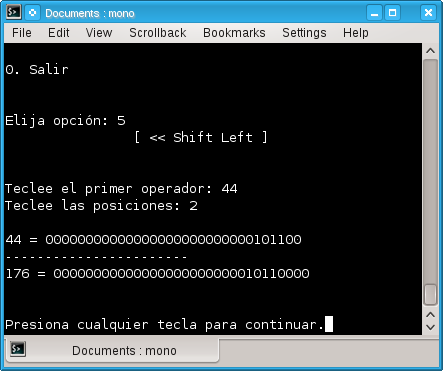 Documents : mono
File Edit View Scrollback Bookmarks Settings Help
0. Salir
Elija opción: 5
[ << Shift Left ]
Teclee el primer operador: 44
Teclee las posiciones: 2
44 = 00000000000000000000000000101100
-----------------------
176 = 00000000000000000000000010110000
Presiona cualquier tecla para continuar.
Documents : mono